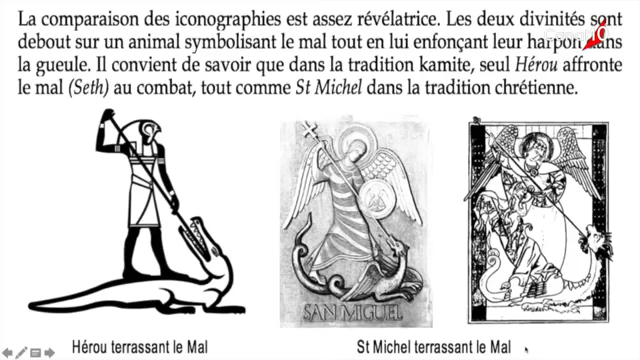 La comparaison des iconographies est assez révélatrice. Les deux divinités sont
debout sur un animal symbolisant le mal tout en lui enfonçant leur harpon dans
la gueule. Il convient de savoir que dans la tradition kamite, seul Hérou affronte
le mal (Seth) au combat, tout comme St Michel dans la tradition chrétienne.
SAN MIGUEL
Hérou terrassant le Mal
St Michel terrassant le Mal